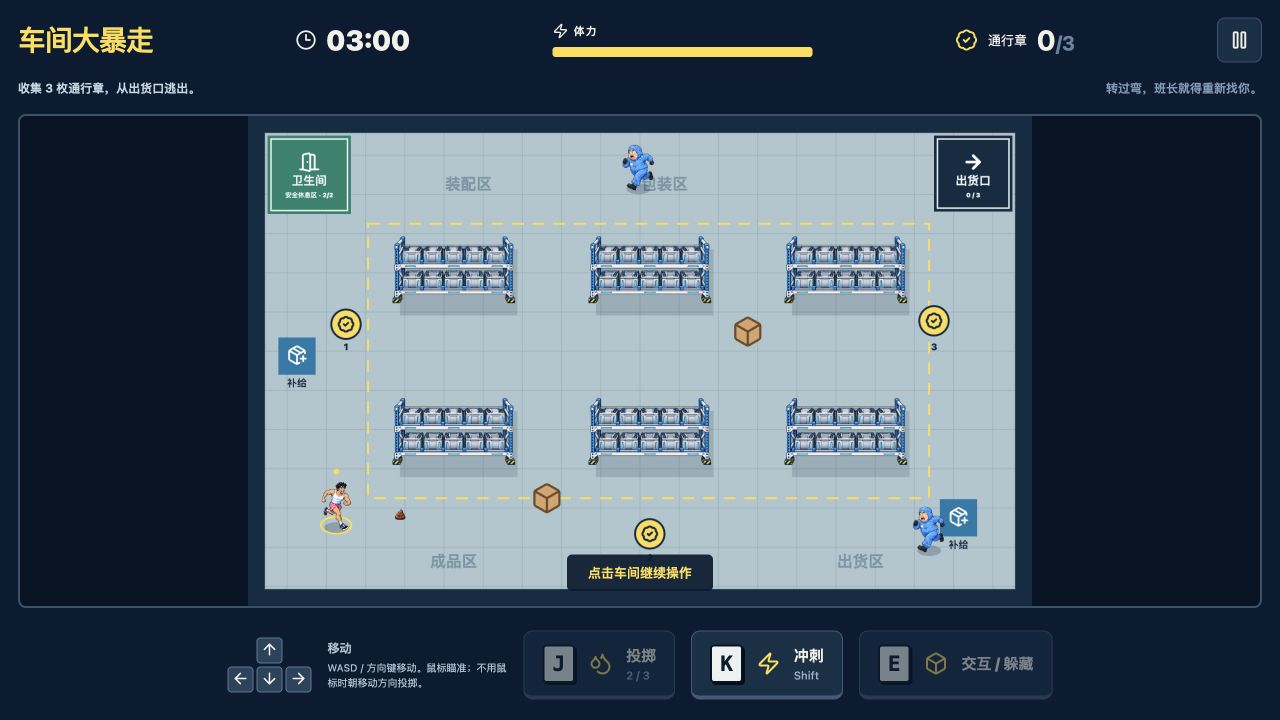 车间大暴走
03:00
体力
通行章 0/3
收集 3 枚通行章，从出货口逃出。
转过弯，班长就得重新找你。
卫生间
安全休息区 · 2/2
装配区
包装区
出货口
0 / 3
1
3
补给
补给
成品区
出货区
点击车间继续操作
移动
WASD / 方向键移动。鼠标瞄准；不用鼠
标时朝移动方向投掷。
J
投掷
2 / 3
K
冲刺
Shift
E
交互 / 躲藏